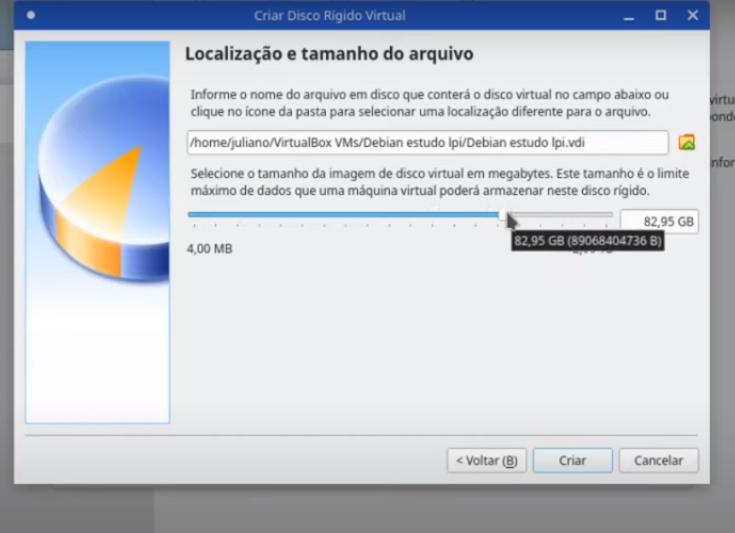 Criar Disco Rígido Virtual
Localização e tamanho do arquivo
Informe o nome do arquivo em disco que conterá o disco virtual no campo abaixo ou
clique no ícone da pasta para selecionar uma localização diferente para o arquivo.
/home/juliano/VirtualBox VMs/Debian estudo lpi/Debian estudo lpi.vdi
Selecione o tamanho da imagem de disco virtual em megabytes. Este tamanho é o limite
máximo de dados que uma máquina virtual poderá armazenar neste disco rígido.
82,95 GB
82,95 GB (89068404736 B)
4,00 MB
< Voltar (B)
Criar
Cancelar